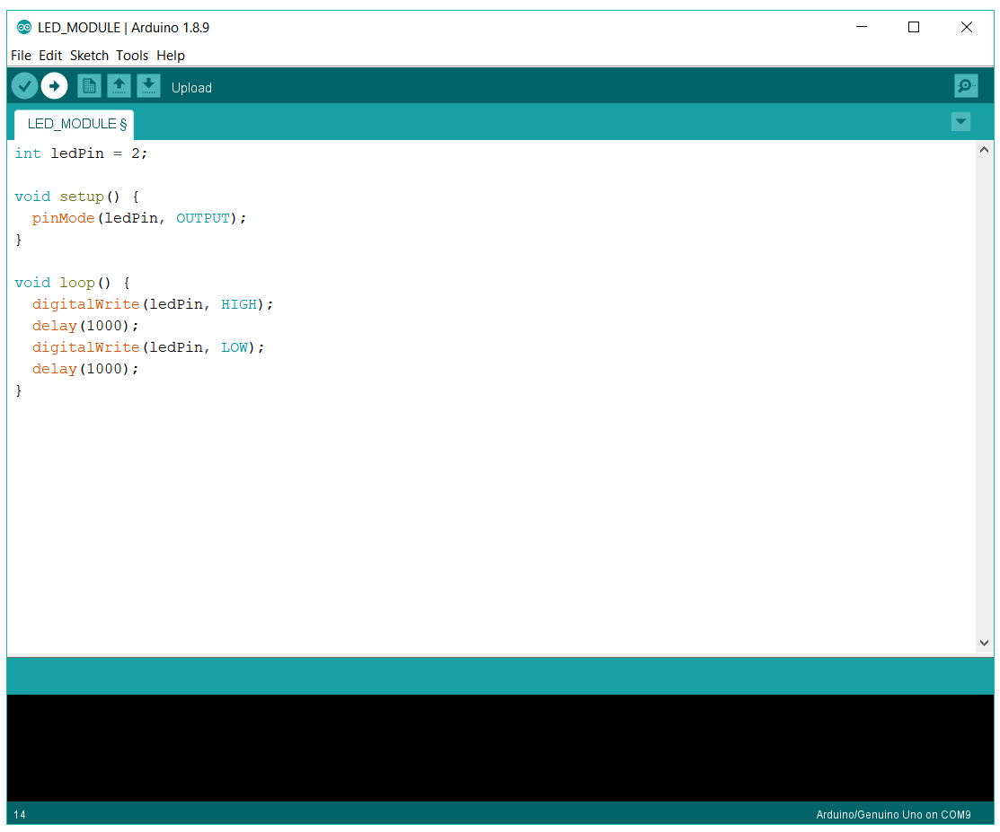 LED_MODULE | Arduino 1.8.9
File Edit Sketch Tools Help
Upload
LED_MODULE §
int ledPin = 2;
void setup() {
  pinMode(ledPin, OUTPUT);
}
void loop() {
  digitalWrite(ledPin, HIGH);
  delay(1000);
  digitalWrite(ledPin, LOW);
  delay(1000);
}
14
Arduino/Genuino Uno on COM9